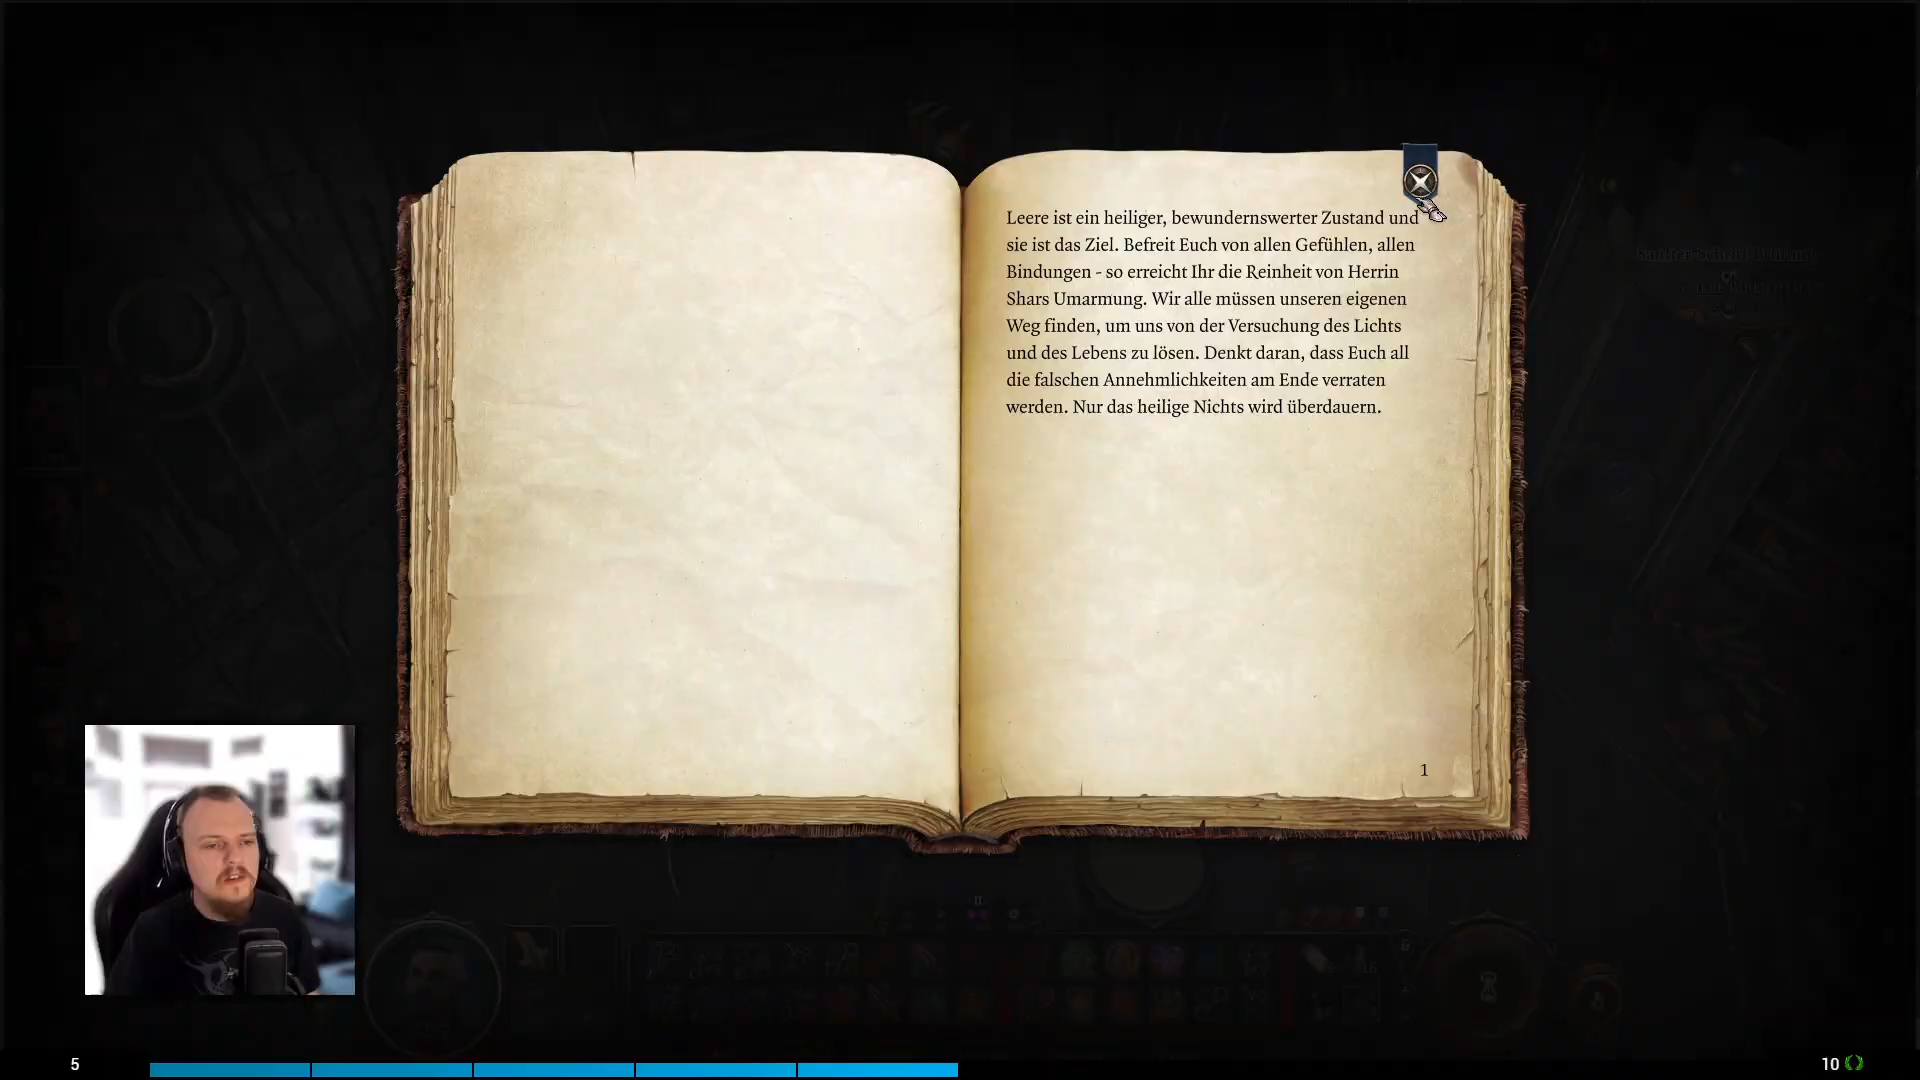 Leere ist ein heiliger, bewundernswerter Zustand und
sie ist das Ziel. Befreit Euch von allen Gefühlen, allen
Bindungen - so erreicht Ihr die Reinheit von Herrin
Shars Umarmung. Wir alle müssen unseren eigenen
Weg finden, um uns von der Versuchung des Lichts
und des Lebens zu lösen. Denkt daran, dass Euch all
die falschen Annehmlichkeiten am Ende verraten
werden. Nur das heilige Nichts wird überdauern.
1
5
10